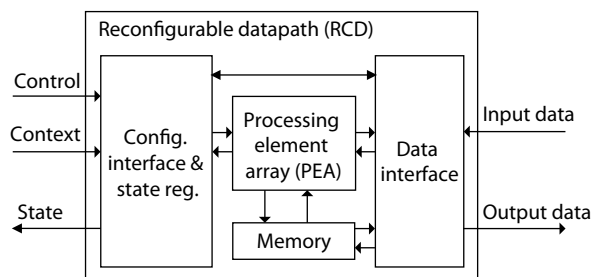 Reconfigurable datapath (RCD)
Control
Context
State
Config.
interface &
state reg.
Processing
element
array (PEA)
Memory
Data
interface
Input data
Output data